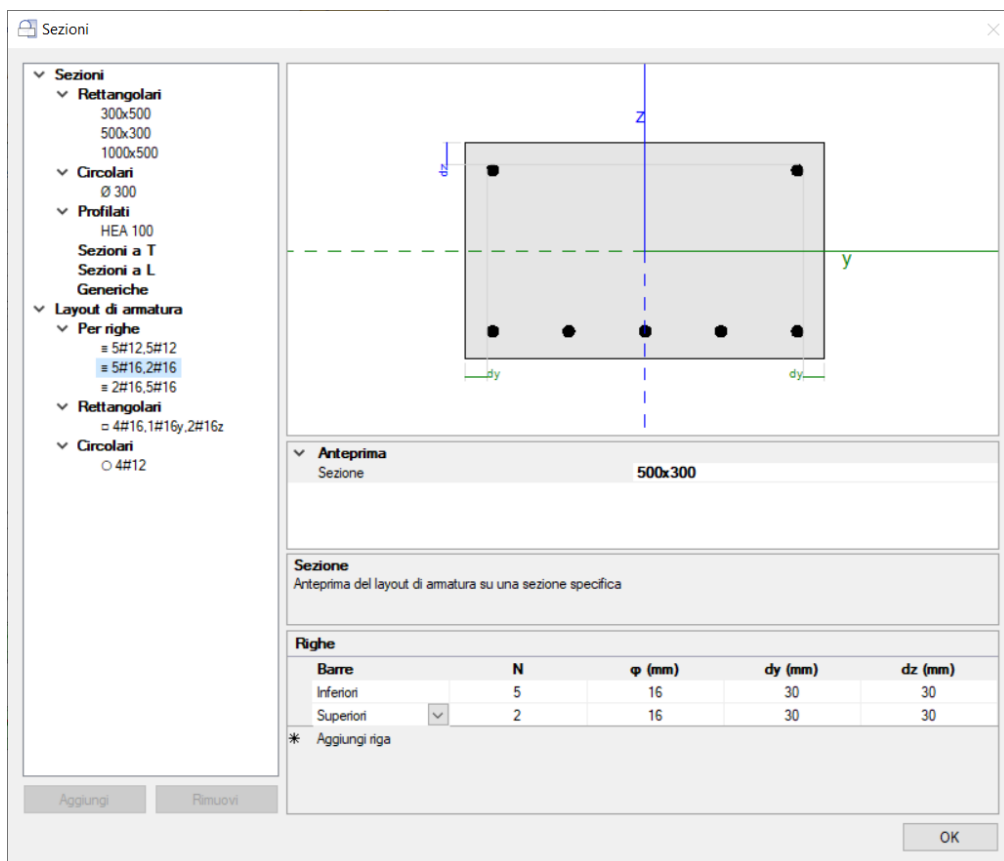 Sezioni
Sezioni
Rettangolari
300x500
500x300
1000x500
Circolari
Ø 300
Profilati
HEA 100
Sezioni a T
Sezioni a L
Generiche
Layout di armatura
Per righe
≡ 5#12,5#12
≡ 5#16,2#16
≡ 2#16,5#16
Rettangolari
□ 4#16,1#16y,2#16z
Circolari
○ 4#12
Aggiungi Rimuovi
z
dz
y
dy dy
Anteprima
Sezione 500x300
Sezione
Anteprima del layout di armatura su una sezione specifica
Righe
Barre N φ (mm) dy (mm) dz (mm)
Inferiori 5 16 30 30
Superiori 2 16 30 30
* Aggiungi riga
OK